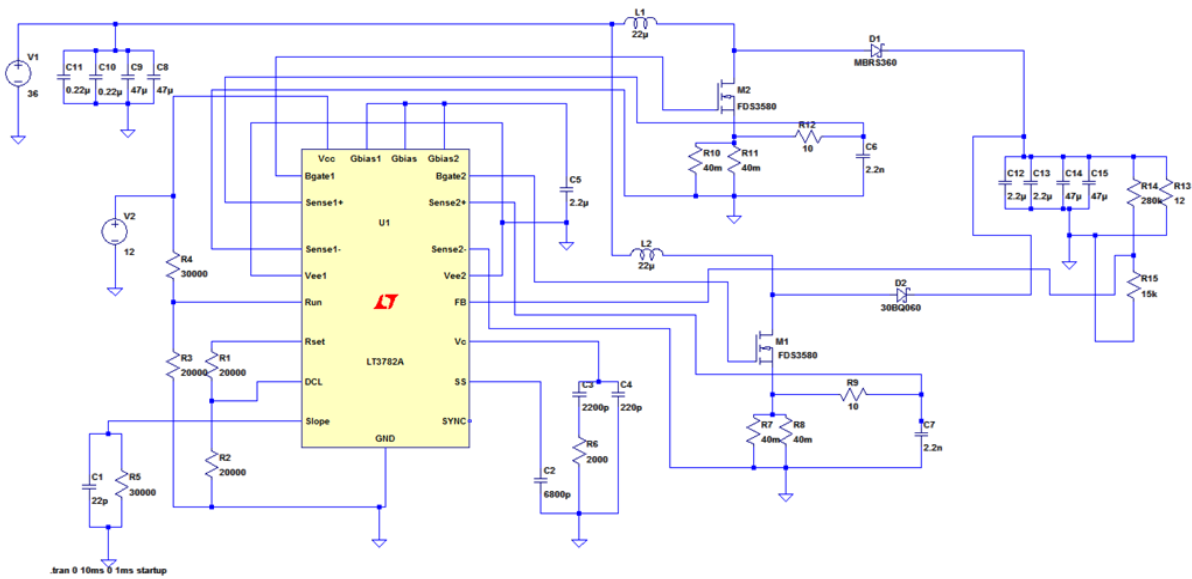 L1
22µ
D1
MBRS360
V1
36
C11
0.22µ
C10
0.22µ
C9
47µ
C8
47µ
M2
FDS3580
R12
10
R10
40m
R11
40m
C6
2.2n
Vcc Gbias1 Gbias Gbias2
Bgate1 Bgate2
C5
2.2µ
Sense1+ Sense2+
U1
V2
12
Sense1- Sense2-
Vee1 Vee2
Run FB
Rset Vc
LT3782A
DCL SS
Slope SYNC
GND
C12
2.2µ
C13
2.2µ
C14
47µ
C15
47µ
R14
280k
R13
12
R15
15k
L2
22µ
D2
30BQ060
M1
FDS3580
R9
10
R7
40m
R8
40m
C7
2.2n
R4
30000
R3
20000
R1
20000
R2
20000
C1
22p
R5
30000
C2
6800p
C3
2200p
C4
220p
R6
2000
.tran 0 10ms 0 1ms startup